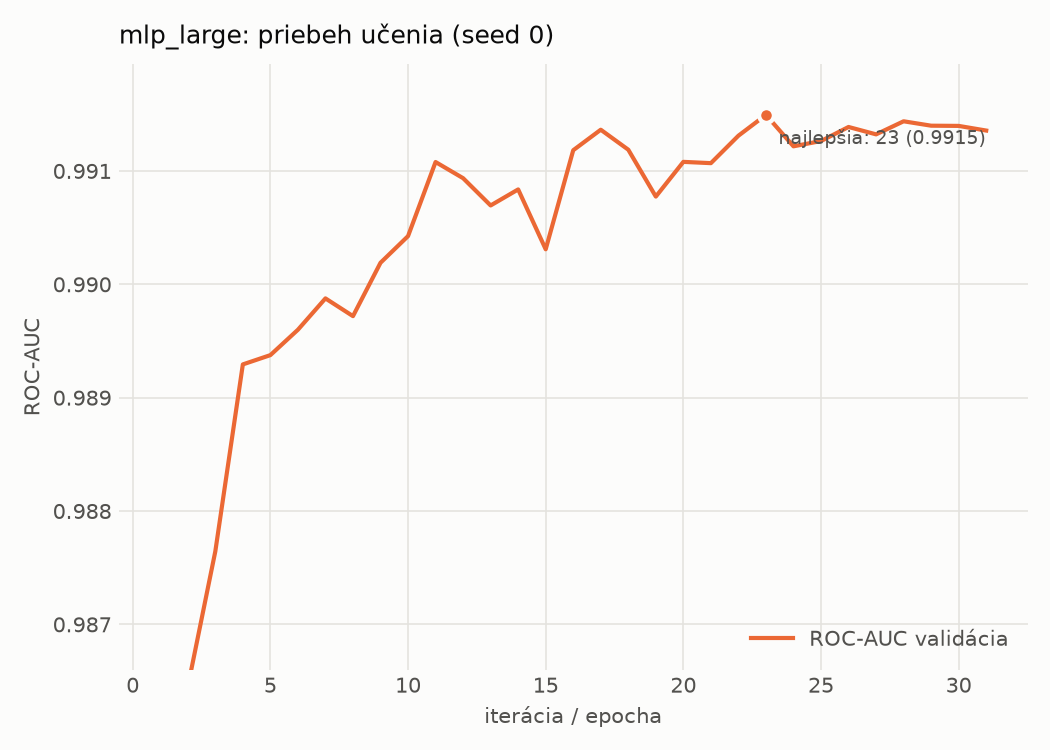 mlp_large: priebeh učenia (seed 0)
najlepšia: 23 (0.9915)
0.991
0.990
0.989
0.988
0.987
ROC-AUC
ROC-AUC validácia
0 5 10 15 20 25 30
iterácia / epocha